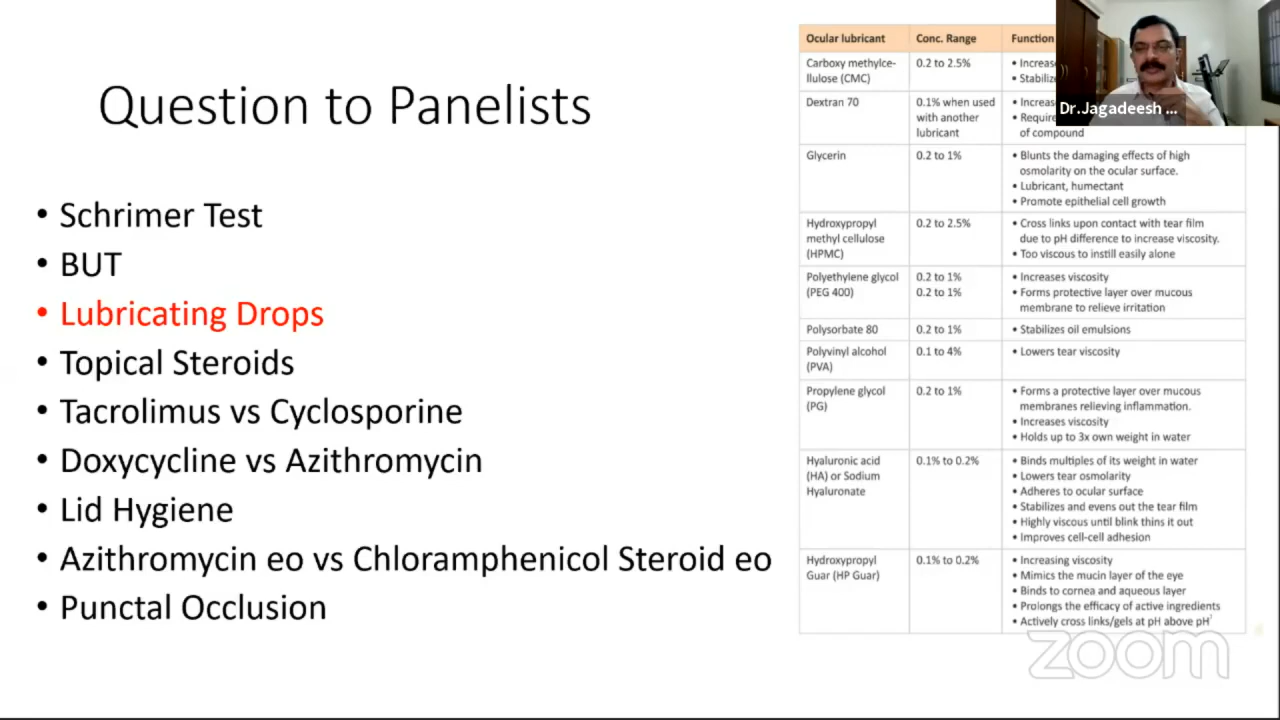 Question to Panelists
• Schrimer Test
• BUT
• Lubricating Drops
• Topical Steroids
• Tacrolimus vs Cyclosporine
• Doxycycline vs Azithromycin
• Lid Hygiene
• Azithromycin eo vs Chloramphenicol Steroid eo
• Punctal Occlusion
Ocular lubricant Conc. Range Function
Carboxy methylce-
llulose (CMC)
0.2 to 2.5%
• Increase
• Stabilize
Dextran 70
0.1% when used
with another
lubricant
• Increas
• Require
of compound
Glycerin
0.2 to 1%
• Blunts the damaging effects of high
osmolarity on the ocular surface.
• Lubricant, humectant
• Promote epithelial cell growth
Hydroxypropyl
methyl cellulose
(HPMC)
0.2 to 2.5%
• Cross links upon contact with tear film
due to pH difference to increase viscosity.
• Too viscous to instill easily alone
Polyethylene glycol
(PEG 400)
0.2 to 1%
0.2 to 1%
• Increases viscosity
• Forms protective layer over mucous
membrane to relieve irritation
Polysorbate 80
0.2 to 1%
• Stabilizes oil emulsions
Polyvinyl alcohol
(PVA)
0.1 to 4%
• Lowers tear viscosity
Propylene glycol
(PG)
0.2 to 1%
• Forms a protective layer over mucous
membranes relieving inflammation.
• Increases viscosity
• Holds up to 3x own weight in water
Hyaluronic acid
(HA) or Sodium
Hyaluronate
0.1% to 0.2%
• Binds multiples of its weight in water
• Lowers tear osmolarity
• Adheres to ocular surface
• Stabilizes and evens out the tear film
• Highly viscous until blink thins it out
• Improves cell-cell adhesion
Hydroxypropyl
Guar (HP Guar)
0.1% to 0.2%
• Increasing viscosity
• Mimics the mucin layer of the eye
• Binds to cornea and aqueous layer
• Prolongs the efficacy of active ingredients
• Actively cross links/gels at pH above pH⁷
Dr.Jagadeesh ...
zoom